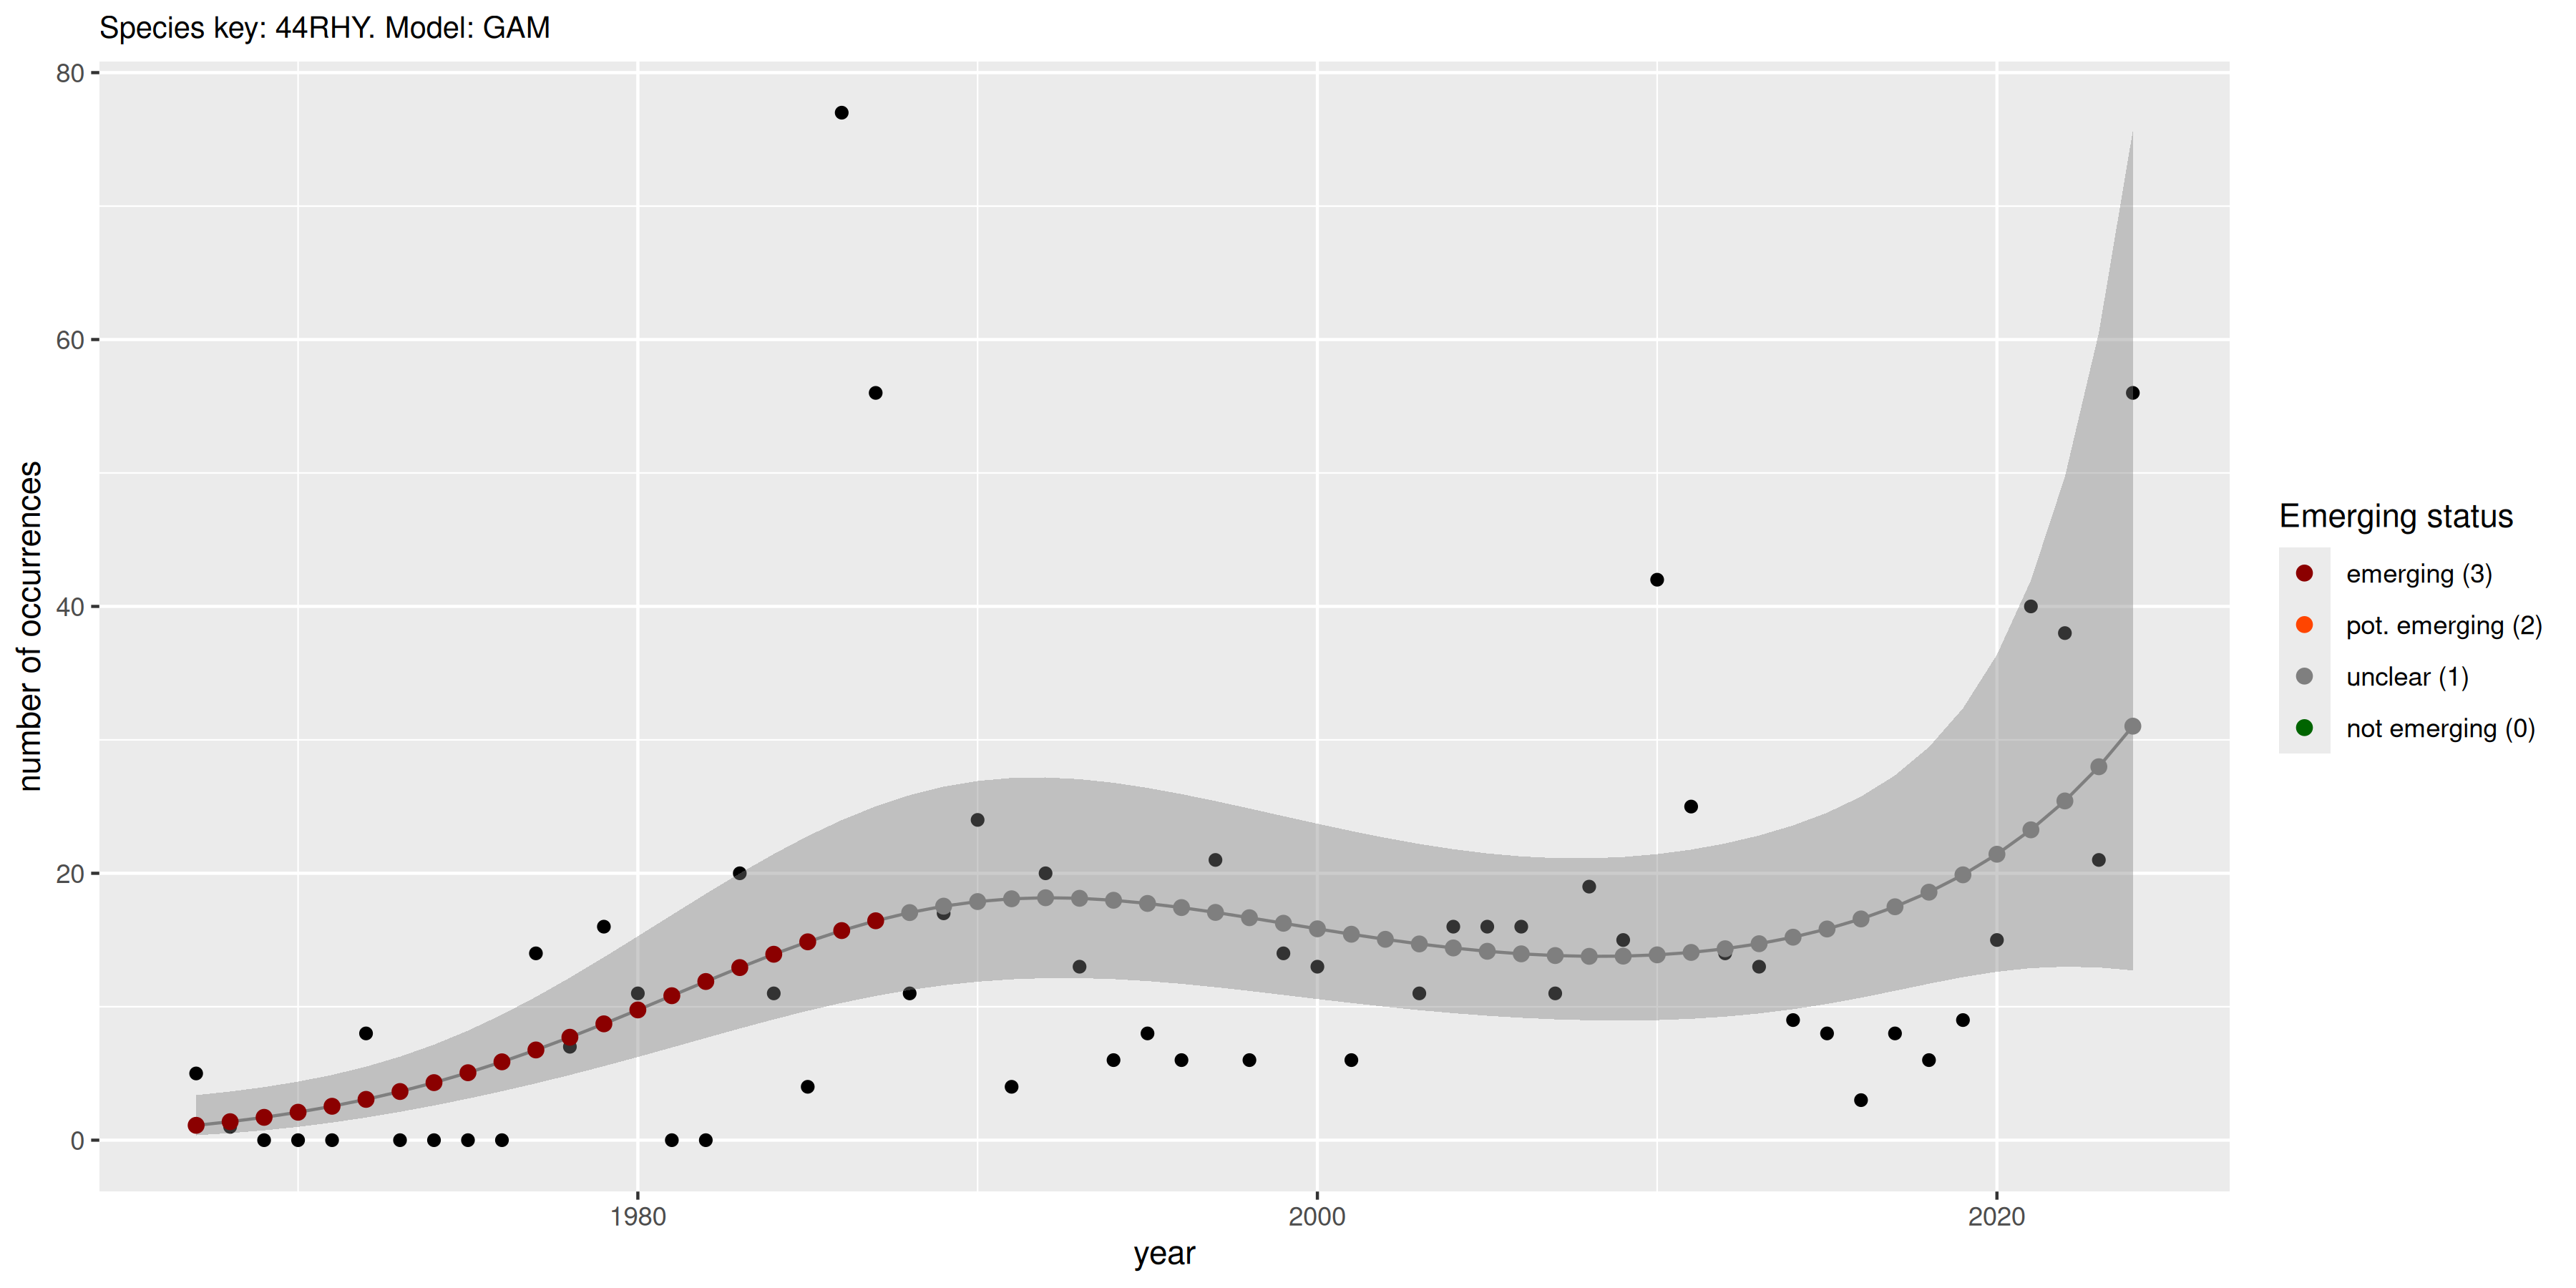 Species key: 44RHY. Model: GAM
80
60
40
20
0
number of occurrences
1980
2000
2020
year
Emerging status
emerging (3)
pot. emerging (2)
unclear (1)
not emerging (0)